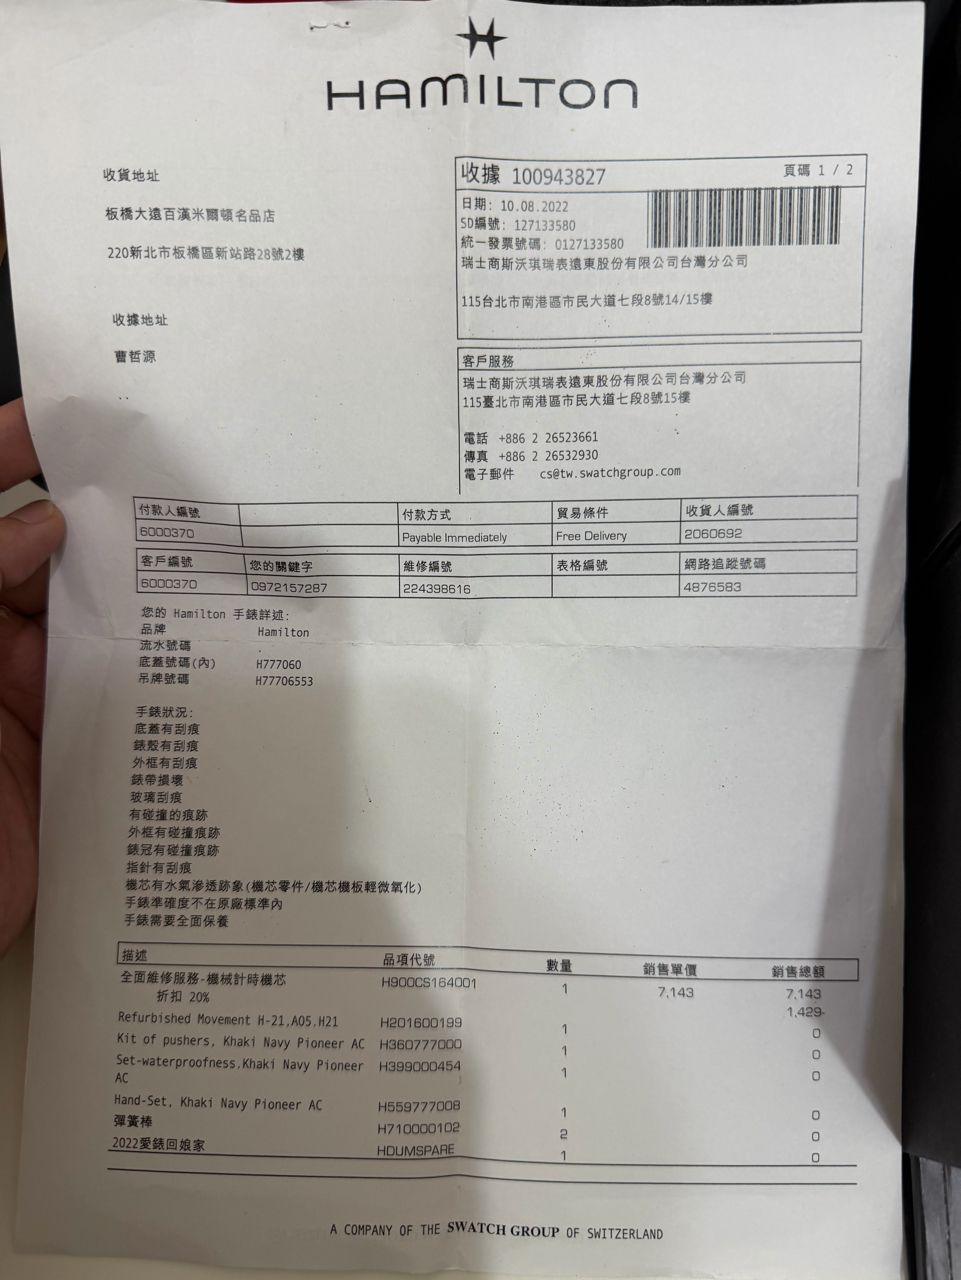 HAMILTON
收貨地址
板橋大遠百漢米爾頓名品店
220新北市板橋區新站路28號2樓
收據地址
曹哲源
收據 100943827
頁碼 1 / 2
日期: 10.08.2022
SD編號: 127133580
統一發票號碼: 0127133580
瑞士商斯沃琪瑞表遠東股份有限公司台灣分公司
115台北市南港區市民大道七段8號14/15樓
客戶服務
瑞士商斯沃琪瑞表遠東股份有限公司台灣分公司
115臺北市南港區市民大道七段8號15樓
電話 +886 2 26523661
傳真 +886 2 26532930
電子郵件 cs@tw.swatchgroup.com
付款人編號 付款方式 貿易條件 收貨人編號
6000370 Payable Immediately Free Delivery 2060692
客戶編號 您的關鍵字 維修編號 表格編號 網路追蹤號碼
6000370 0972157287 224398616 4876583
您的 Hamilton 手錶詳述:
品牌 Hamilton
流水號碼 .
底蓋號碼(內) H777060
吊牌號碼 H77706553
手錶狀況:
底蓋有刮痕
錶殼有刮痕
外框有刮痕
錶帶損壞
玻璃刮痕
有碰撞的痕跡
外框有碰撞痕跡
錶冠有碰撞痕跡
指針有刮痕
機芯有水氣滲透跡象(機芯零件/機芯機板輕微氧化)
手錶準確度不在原廠標準內
手錶需要全面保養
描述 品項代號 數量 銷售單價 銷售總額
全面維修服務-機械計時機芯 H900CS164001 1 7,143 7,143
折扣 20% 1,429-
Refurbished Movement H-21,A05.H21 H201600199 1 0
Kit of pushers, Khaki Navy Pioneer AC H360777000 1 0
Set-waterproofness,Khaki Navy Pioneer H399000454 1 0
AC
Hand-Set, Khaki Navy Pioneer AC H559777008 1 0
彈簧棒 H710000102 2 0
2022愛錶回娘家 HDUMSPARE 1 0
A COMPANY OF THE SWATCH GROUP OF SWITZERLAND